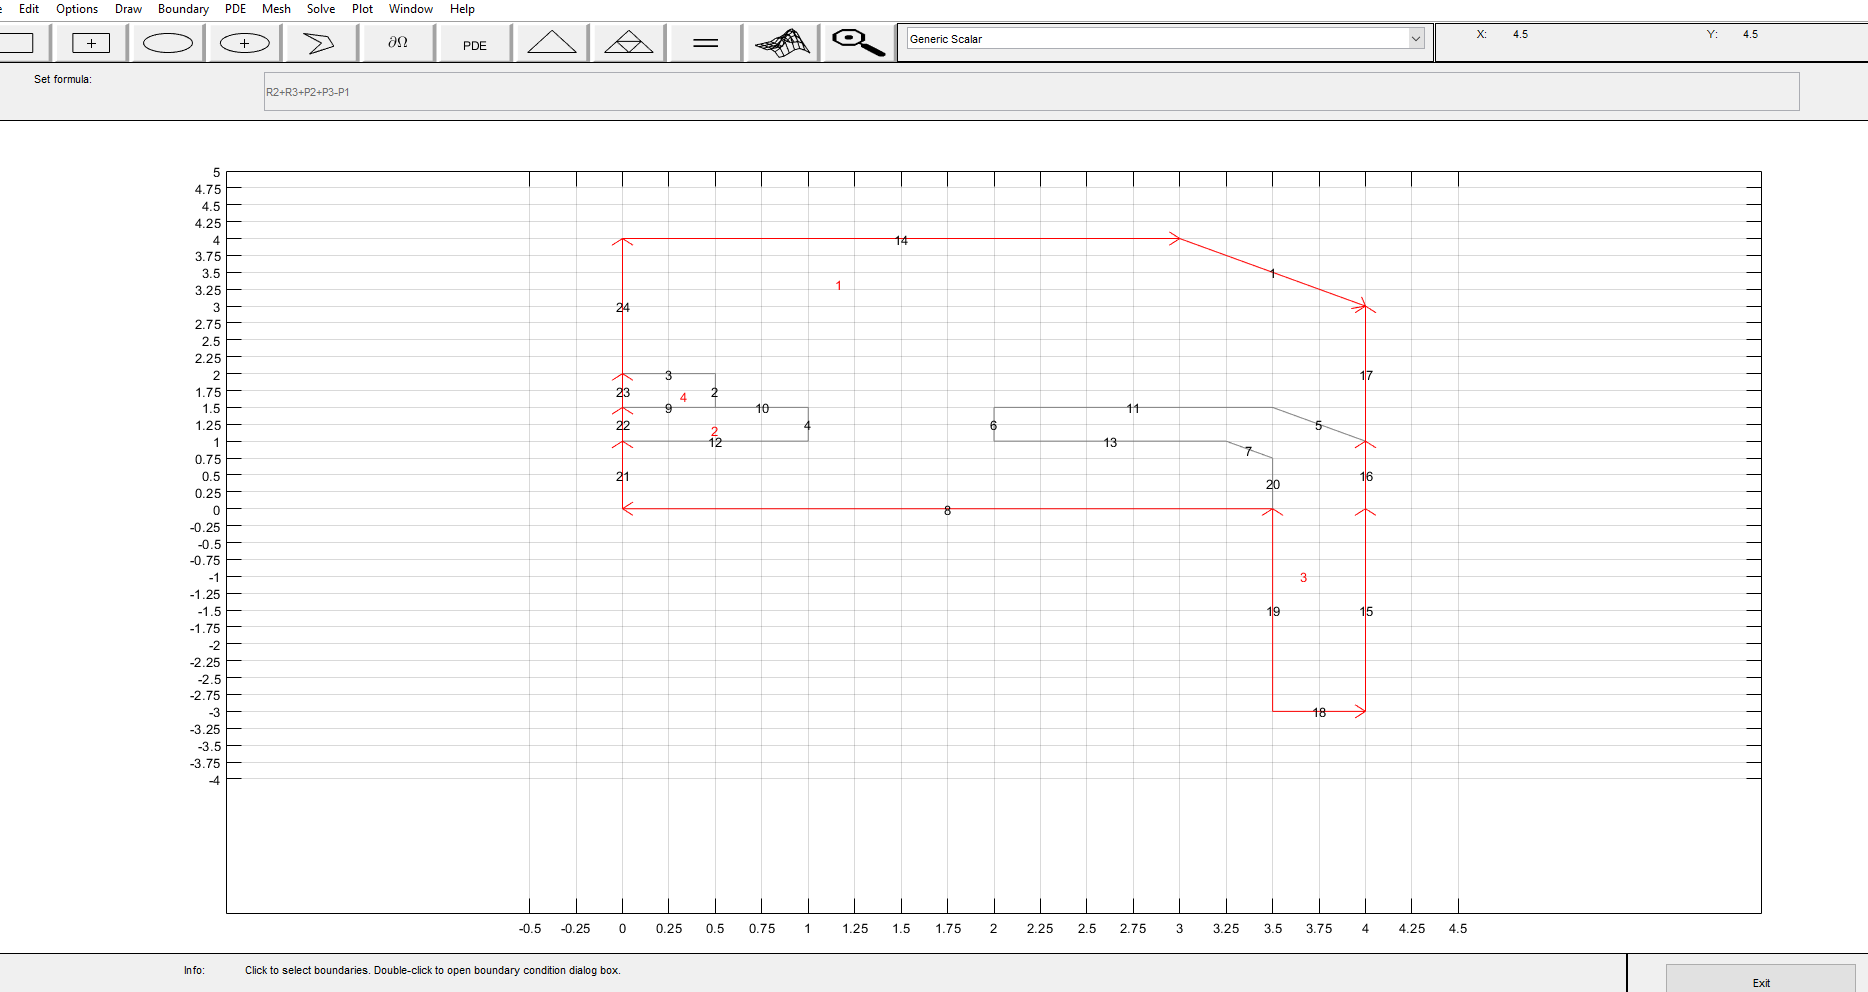 Edit Options Draw Boundary PDE Mesh Solve Plot Window Help
∂Ω PDE Generic Scalar X: 4.5 Y: 4.5
Set formula: R2+R3+P2+P3-P1
5
4.75
4.5
4.25
4 14
3.75
3.5 1
3.25 1
3 24
2.75
2.5
2.25
2 3 17
1.75 23 4 2
1.5 9 10 11
1.25 22 2 4 6 5
1 12 13
0.75 7
0.5 21 20 16
0.25
0 8
-0.25
-0.5
-0.75
-1 3
-1.25
-1.5 19 15
-1.75
-2
-2.25
-2.5
-2.75
-3 18
-3.25
-3.5
-3.75
-4
-0.5 -0.25 0 0.25 0.5 0.75 1 1.25 1.5 1.75 2 2.25 2.5 2.75 3 3.25 3.5 3.75 4 4.25 4.5
Info: Click to select boundaries. Double-click to open boundary condition dialog box.
Exit